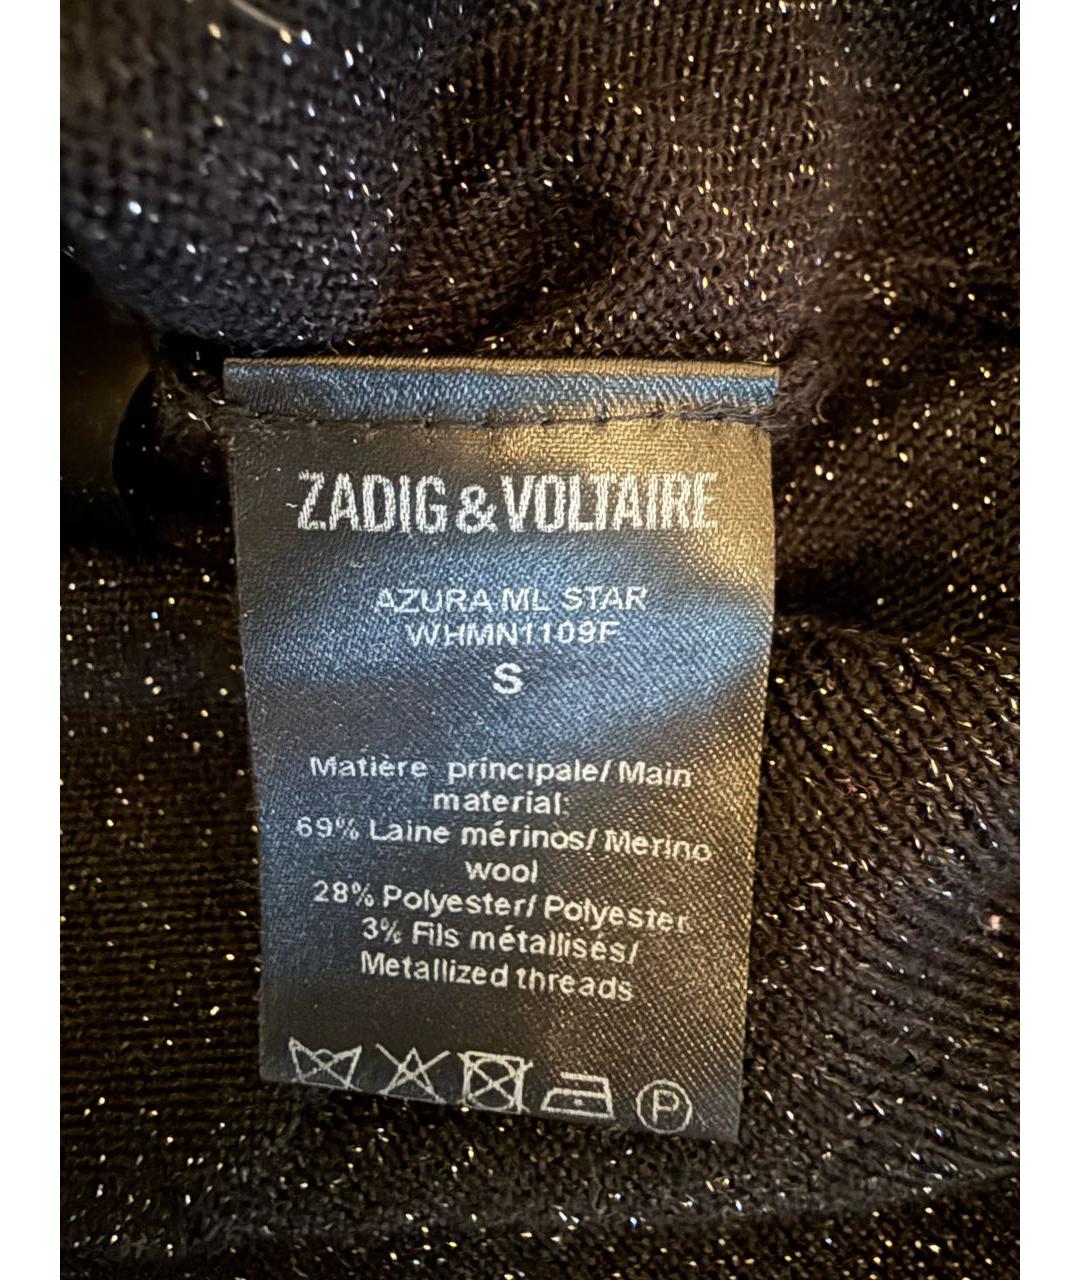 ZADIG&VOLTAIRE
AZURA ML STAR
WHMN1109F
S
Matière principale/ Main
material:
69% Laine mérinos/ Merino
wool
28% Polyester/ Polyester
3% Fils métallisés/
Metallized threads
P